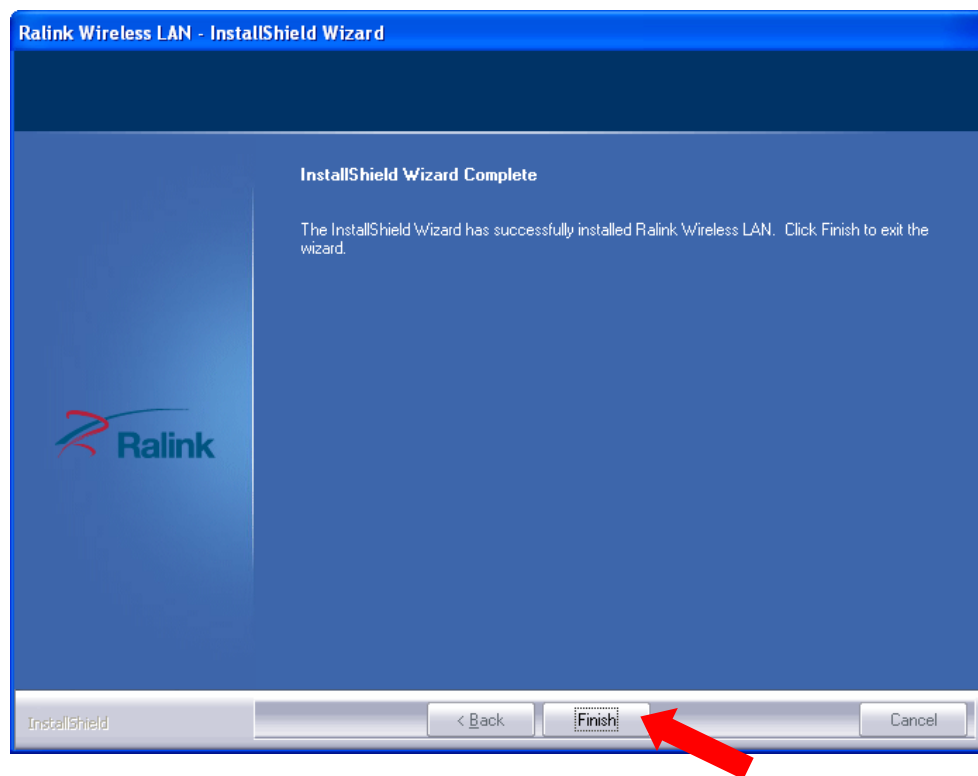 Ralink Wireless LAN - InstallShield Wizard
InstallShield Wizard Complete
The InstallShield Wizard has successfully installed Ralink Wireless LAN.  Click Finish to exit the
wizard.
Ralink
InstallShield
< Back
Finish
Cancel